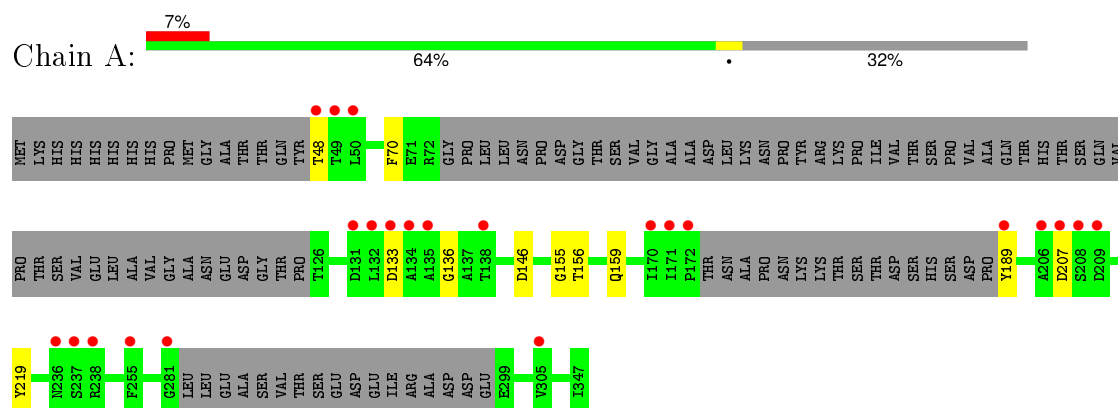 7%
Chain A:
64% • 32%
MET LYS HIS HIS HIS HIS HIS HIS PRO MET GLY ALA THR THR GLN TYR T48 T49 L50 F70 E71 R72 GLY PRO LEU LEU ASN PRO ASP GLY THR SER VAL GLY ALA ALA ASP LEU LYS ASN PRO TYR ARG LYS PRO ILE VAL THR SER PRO VAL ALA GLN THR HIS THR SER GLN VAL
PRO THR SER VAL GLU LEU ALA VAL GLY ALA ASN GLU ASP GLY THR PRO T126 D131 L132 D133 A134 A135 G136 A137 T138 D146 G155 T156 Q159 I170 I171 P172 THR ASN ALA PRO ASN LYS LYS THR SER THR ASP SER HIS SER ASP PRO Y189 A206 D207 S208 D209
Y219 N236 S237 R238 F255 G281 LEU LEU GLU ALA SER VAL THR SER GLU ASP GLU ILE ARG ALA ASP ASP GLU E299 V305 I347